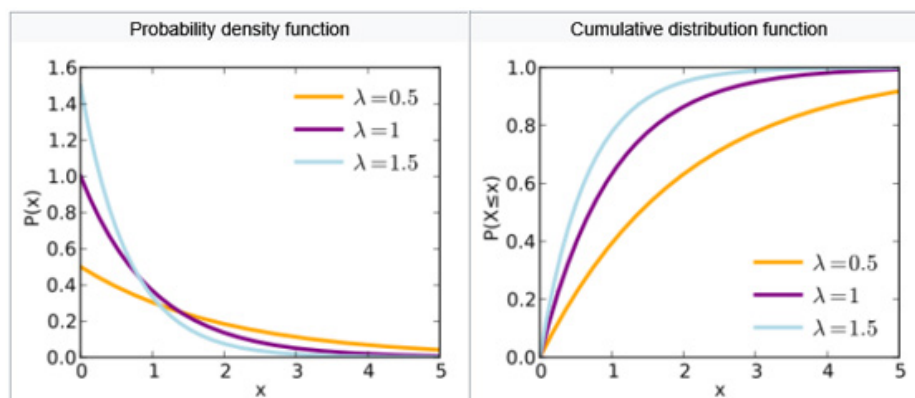 Probability density function
1.6
1.4
1.2
1.0
0.8
0.6
0.4
0.2
0.0
P(x)
λ=0.5
λ=1
λ=1.5
0 1 2 3 4 5
x
Cumulative distribution function
1.0
0.8
0.6
0.4
0.2
0.0
P(X≤x)
λ=0.5
λ=1
λ=1.5
0 1 2 3 4 5
x